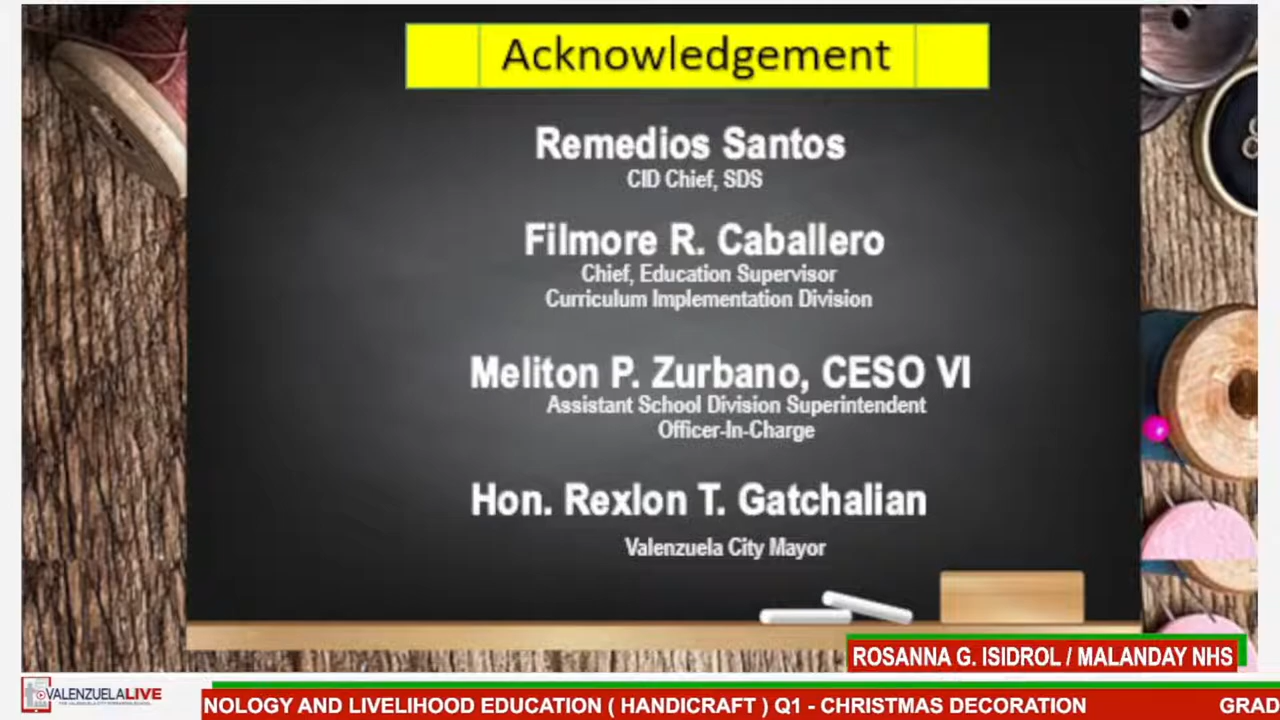 Acknowledgement
Remedios Santos
CID Chief, SDS
Filmore R. Caballero
Chief, Education Supervisor
Curriculum Implementation Division
Meliton P. Zurbano, CESO VI
Assistant School Division Superintendent
Officer-In-Charge
Hon. Rexlon T. Gatchalian
Valenzuela City Mayor
ROSANNA G. ISIDROL / MALANDAY NHS
VALENZUELALIVE
NOLOGY AND LIVELIHOOD EDUCATION ( HANDICRAFT ) Q1 - CHRISTMAS DECORATION GRAD